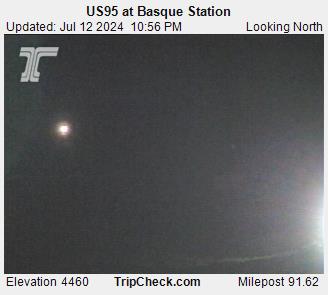 US95 at Basque Station
Updated: Jul 12 2024 10:56 PM Looking North
Elevation 4460 TripCheck.com Milepost 91.62